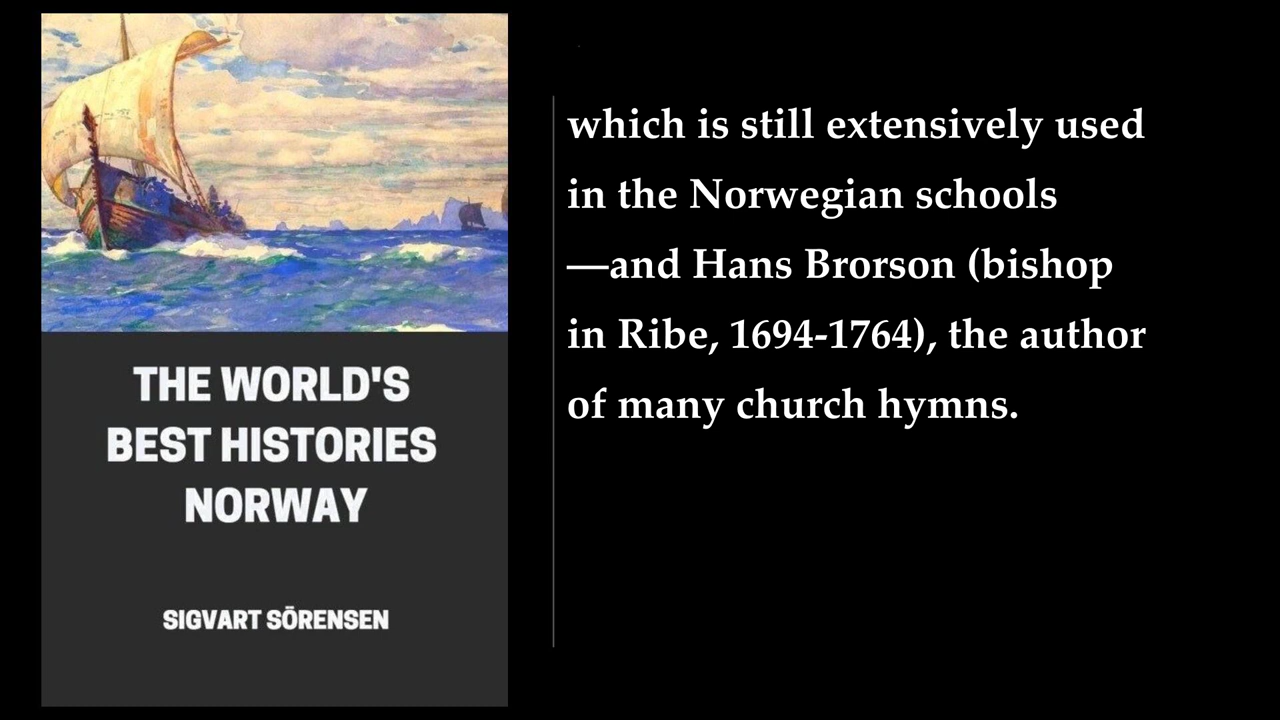 THE WORLD'S
BEST HISTORIES
NORWAY
SIGVART SÖRENSEN
which is still extensively used
in the Norwegian schools
—and Hans Brorson (bishop
in Ribe, 1694-1764), the author
of many church hymns.